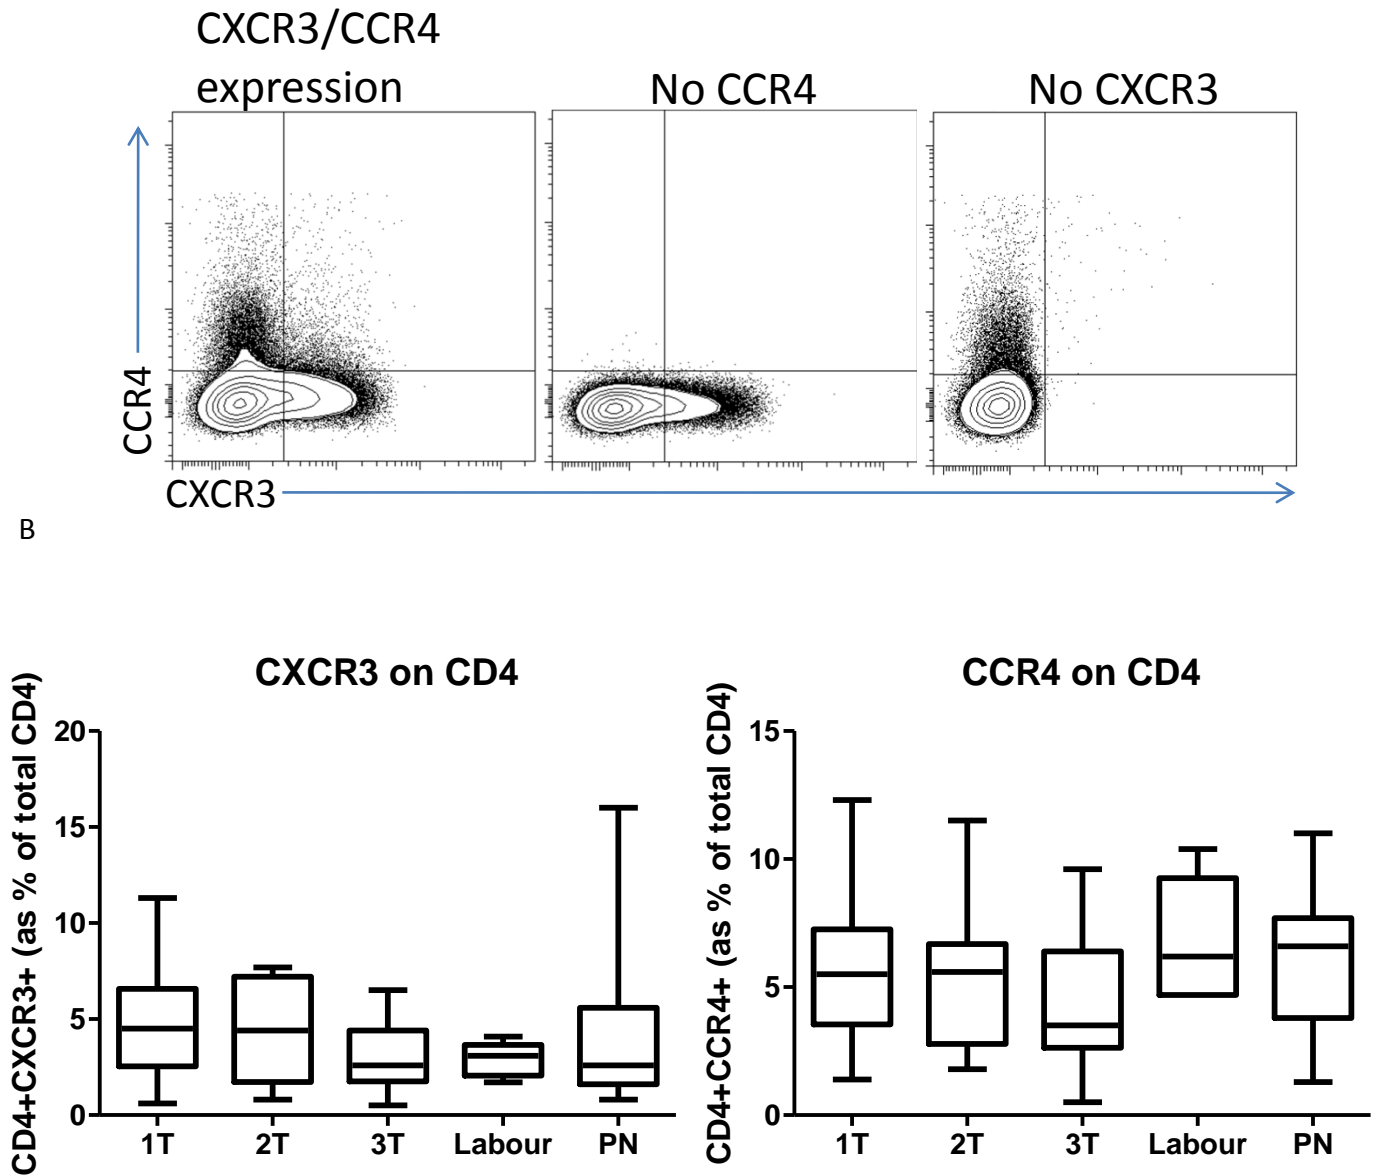 CXCR3/CCR4
expression
No CCR4
No CXCR3
CCR4
CXCR3
B
CXCR3 on CD4
CD4+CXCR3+ (as % of total CD4)
20
15
10
5
0
1T 2T 3T Labour PN
CCR4 on CD4
CD4+CCR4+ (as % of total CD4)
15
10
5
0
1T 2T 3T Labour PN